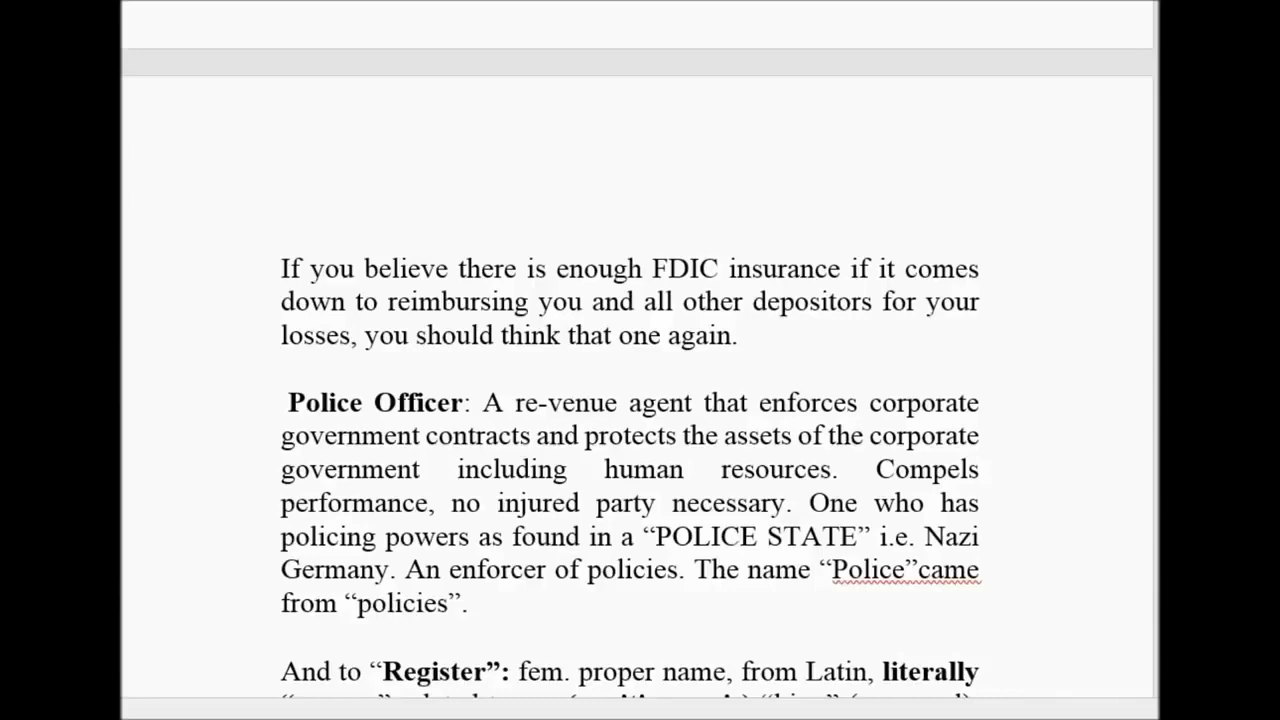 If you believe there is enough FDIC insurance if it comes
down to reimbursing you and all other depositors for your
losses, you should think that one again.
Police Officer: A re-venue agent that enforces corporate
government contracts and protects the assets of the corporate
government including human resources. Compels
performance, no injured party necessary. One who has
policing powers as found in a “POLICE STATE” i.e. Nazi
Germany. An enforcer of policies. The name “Police”came
from “policies”.
And to “Register”: fem. proper name, from Latin, literally